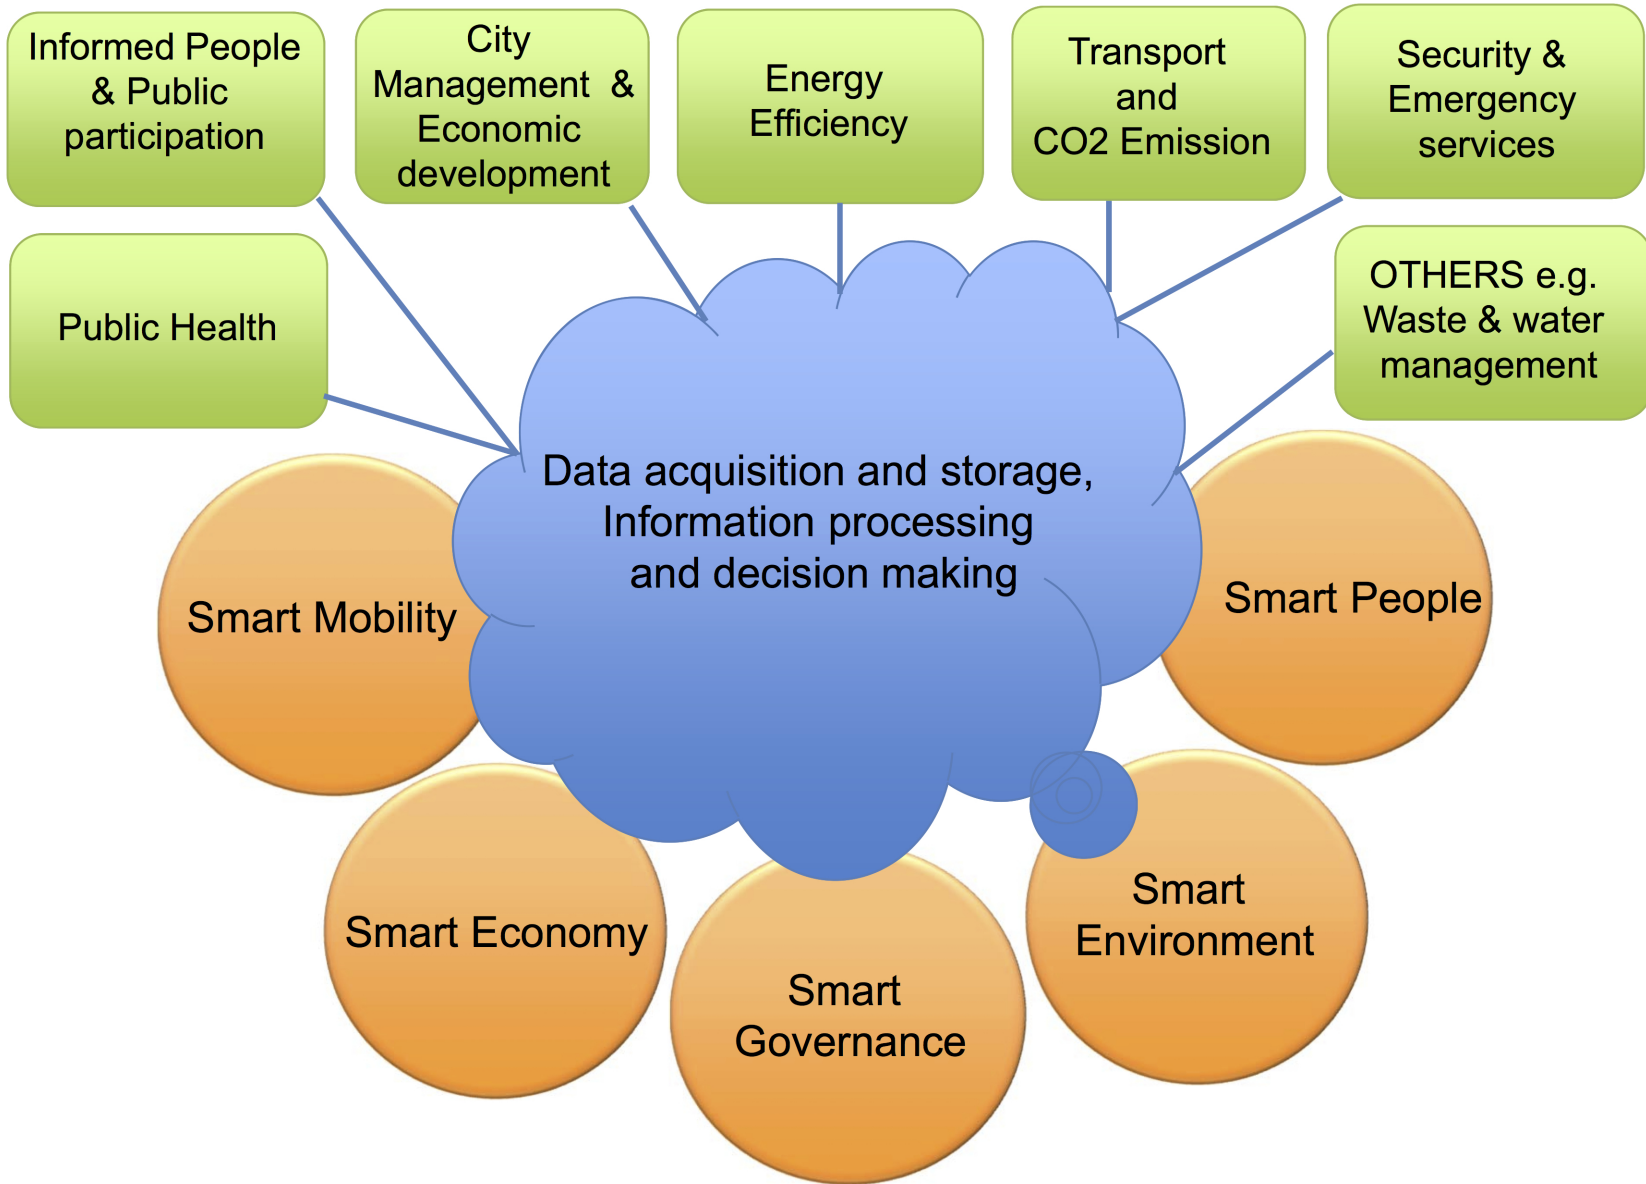 Informed People
& Public
participation
City
Management &
Economic
development
Energy
Efficiency
Transport
and
CO2 Emission
Security &
Emergency
services
Public Health
OTHERS e.g.
Waste & water
management
Data acquisition and storage,
Information processing
and decision making
Smart Mobility
Smart People
Smart Economy
Smart
Governance
Smart
Environment